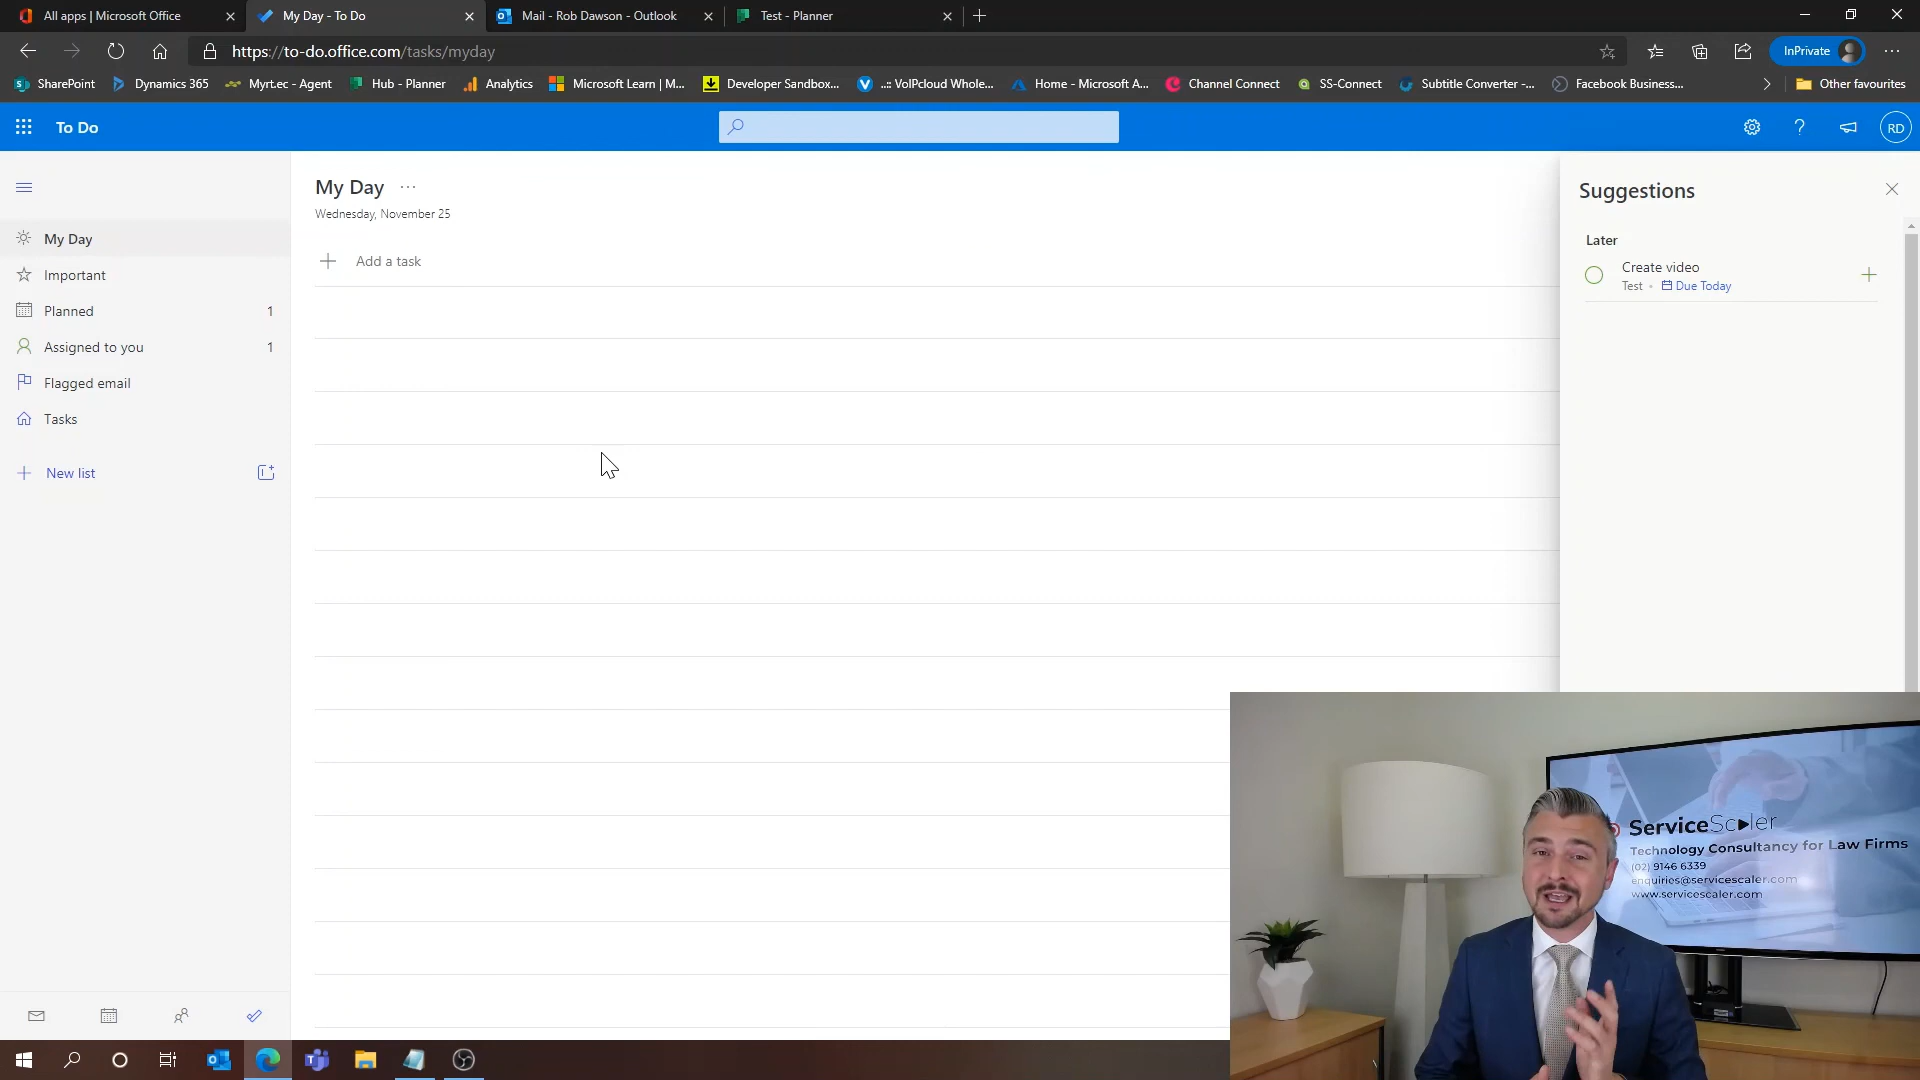 All apps | Microsoft Office
My Day - To Do
Mail - Rob Dawson - Outlook
Test - Planner
https://to-do.office.com/tasks/myday
InPrivate
SharePoint
Dynamics 365
Myrt.ec - Agent
Hub - Planner
Analytics
Microsoft Learn | M...
Developer Sandbox...
..:: VoIPcloud Whole...
Home - Microsoft A...
Channel Connect
SS-Connect
Subtitle Converter -...
Facebook Business...
Other favourites
To Do
RD
My Day
Important
Planned 1
Assigned to you 1
Flagged email
Tasks
New list
My Day
Wednesday, November 25
Add a task
Suggestions
Later
Create video
Test • Due Today
ServiceScaler
Technology Consultancy for Law Firms
(02) 9146 6339
enquiries@servicescaler.com
www.servicescaler.com